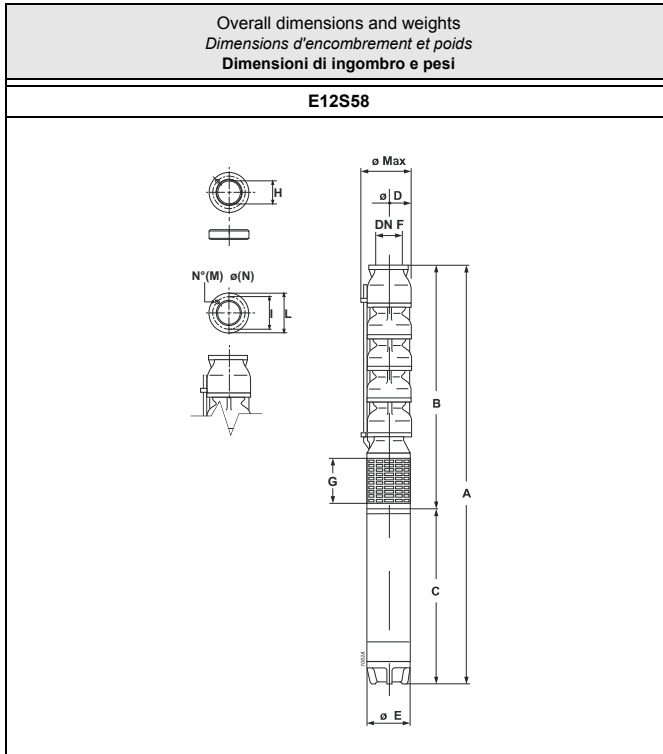 Overall dimensions and weights
Dimensions d'encombrement et poids
Dimensioni di ingombro e pesi
E12S58
ø Max
ø D
DN F
H
N°(M) ø(N)
I
L
B
G
A
C
ø E